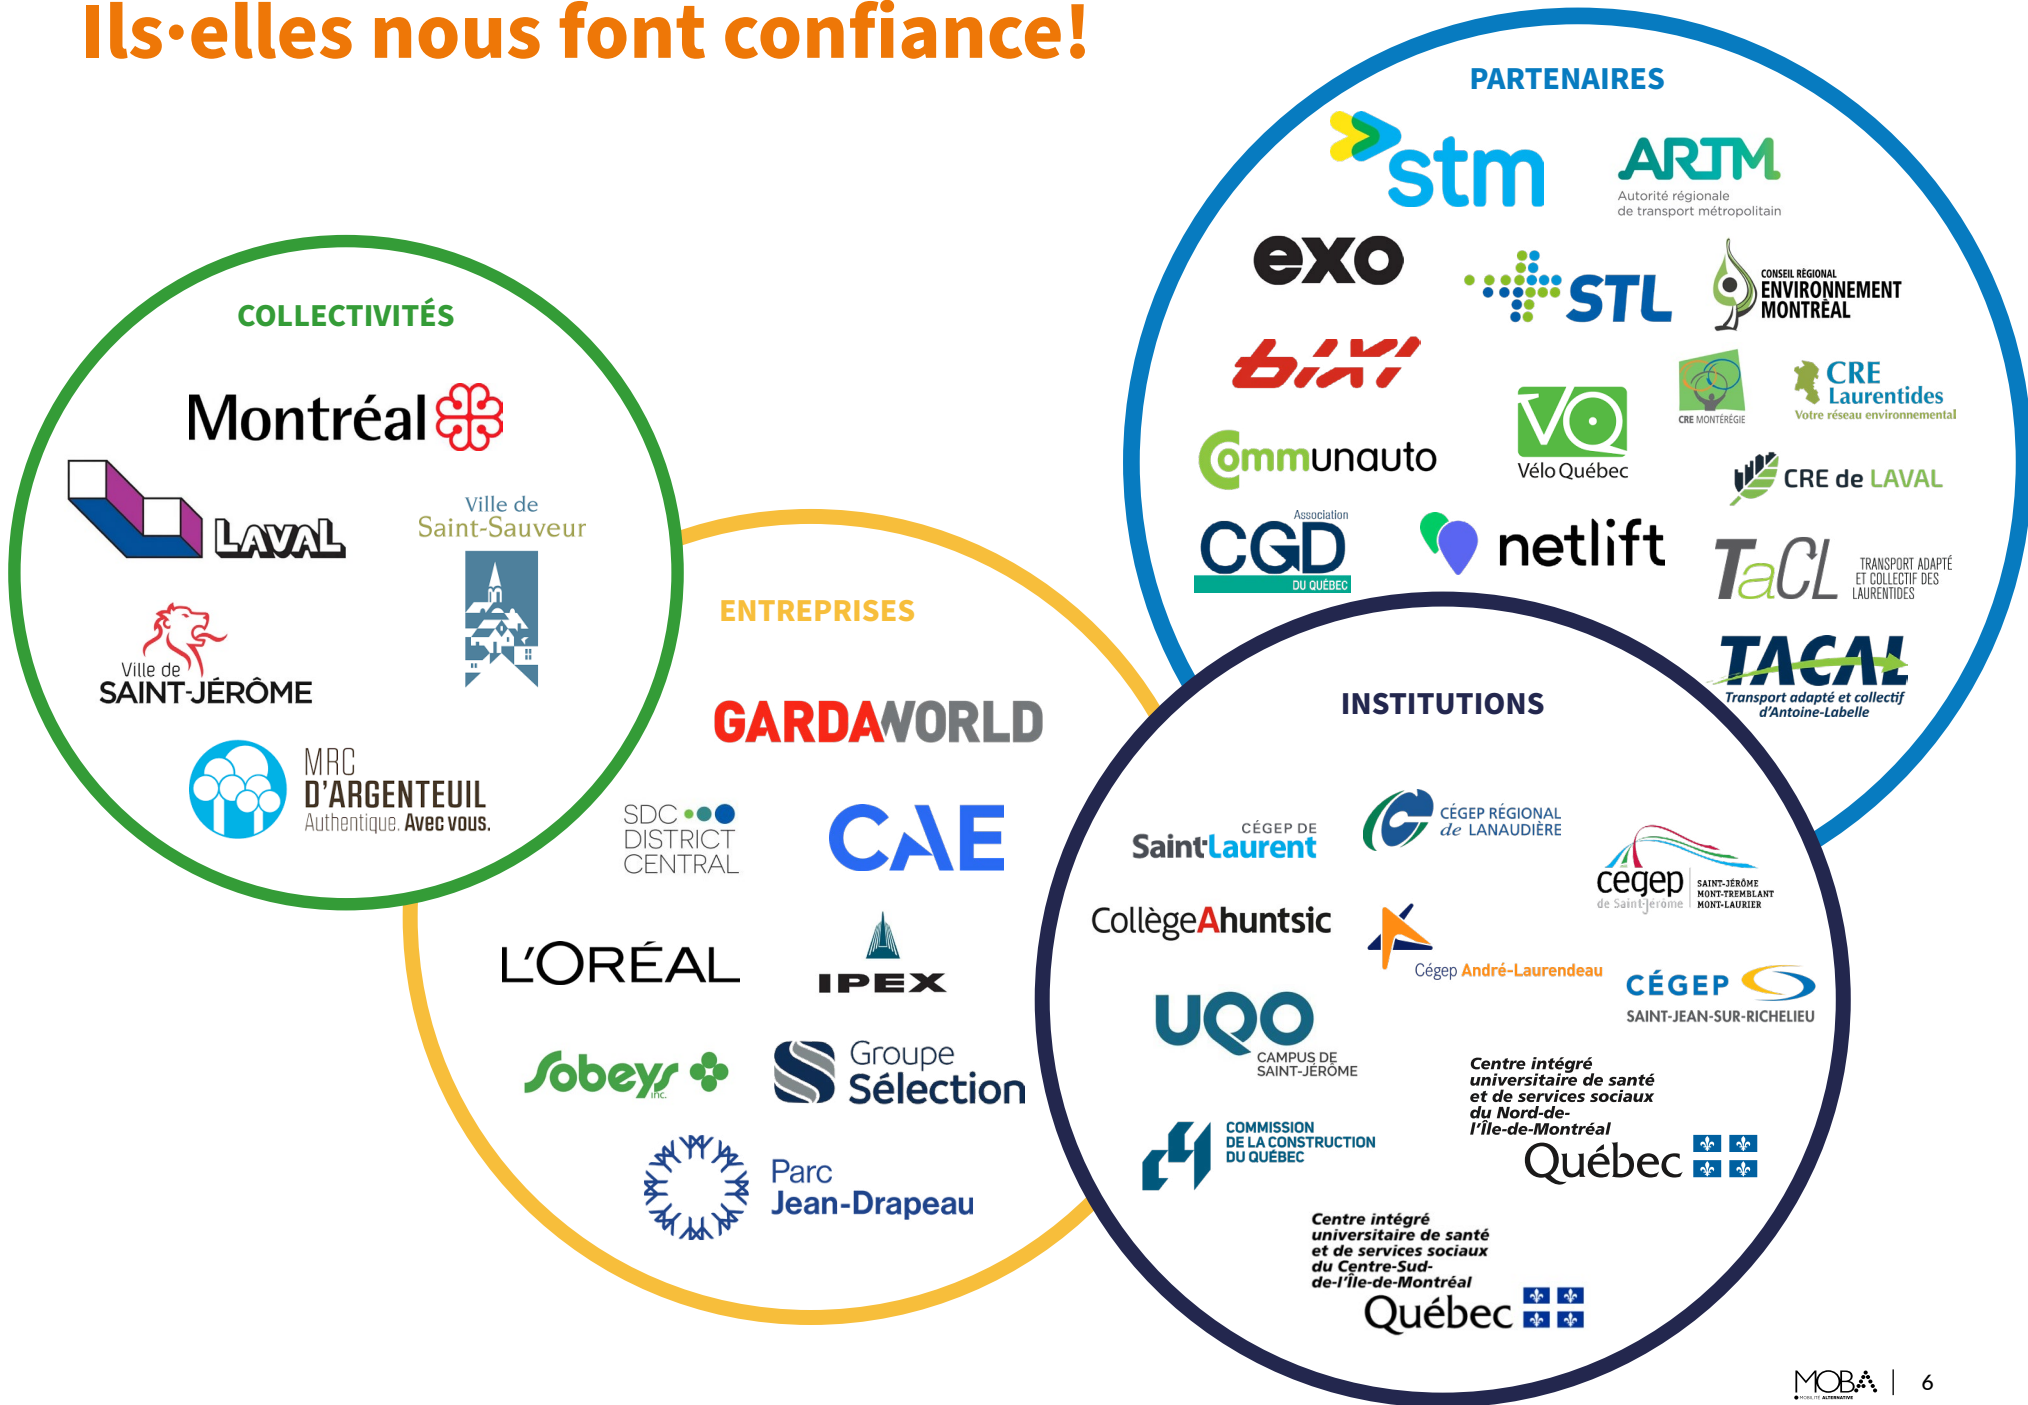 Ils·elles nous font confiance!
COLLECTIVITÉS
Montréal
LAVAL
Ville de
Saint-Sauveur
Ville de
SAINT-JÉRÔME
MRC
D'ARGENTEUIL
Authentique. Avec vous.
ENTREPRISES
GARDAWORLD
SDC
DISTRICT
CENTRAL
CAE
L'ORÉAL
IPEX
Sobeys
inc.
Groupe
Sélection
Parc
Jean-Drapeau
PARTENAIRES
stm
ARTM
Autorité régionale
de transport métropolitain
exo
STL
CONSEIL RÉGIONAL
ENVIRONNEMENT
MONTRÉAL
bixi
VQ
Vélo Québec
CRE MONTÉRÉGIE
CRE
Laurentides
Votre réseau environnemental
Communauto
CRE de LAVAL
Association
CGD
DU QUÉBEC
netlift
TaCL
TRANSPORT ADAPTÉ
ET COLLECTIF DES
LAURENTIDES
TACAL
Transport adapté et collectif
d'Antoine-Labelle
INSTITUTIONS
CÉGEP DE
Saint-Laurent
CÉGEP RÉGIONAL
de LANAUDIÈRE
cégep
de Saint-Jérôme
SAINT-JÉRÔME
MONT-TREMBLANT
MONT-LAURIER
CollègeAhuntsic
Cégep André-Laurendeau
CÉGEP
SAINT-JEAN-SUR-RICHELIEU
UQO
CAMPUS DE
SAINT-JÉRÔME
COMMISSION
DE LA CONSTRUCTION
DU QUÉBEC
Centre intégré
universitaire de santé
et de services sociaux
du Nord-de-
l'Île-de-Montréal
Québec
Centre intégré
universitaire de santé
et de services sociaux
du Centre-Sud-
de-l'Île-de-Montréal
Québec
MOBA
MOBILITÉ ALTERNATIVE
6